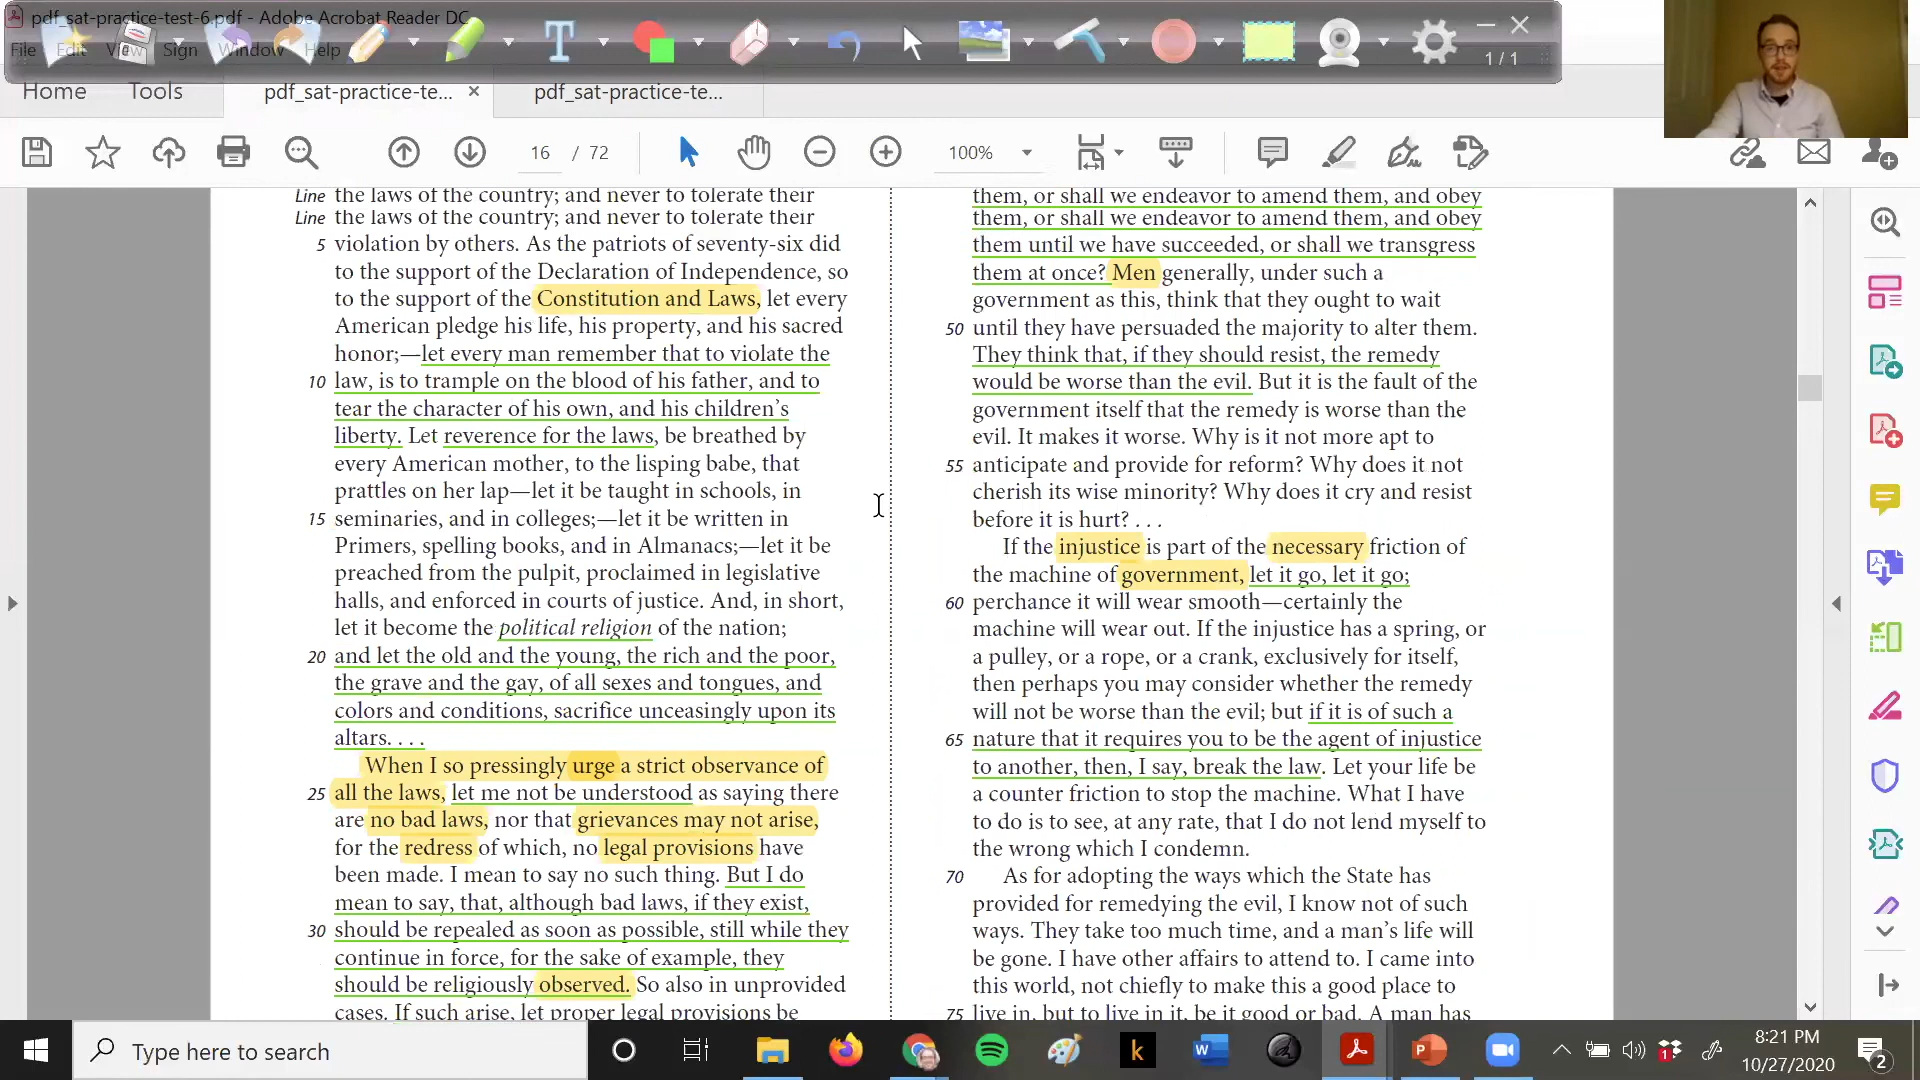 pdf_sat-practice-test-6.pdf - Adobe Acrobat Reader DC
File Edit View Sign Window Help
1 / 1
Home Tools pdf_sat-practice-te... × pdf_sat-practice-te...
16 / 72 100%
Line the laws of the country; and never to tolerate their
Line the laws of the country; and never to tolerate their
5 violation by others. As the patriots of seventy-six did
to the support of the Declaration of Independence, so
to the support of the Constitution and Laws, let every
American pledge his life, his property, and his sacred
honor;—let every man remember that to violate the
10 law, is to trample on the blood of his father, and to
tear the character of his own, and his children's
liberty. Let reverence for the laws, be breathed by
every American mother, to the lisping babe, that
prattles on her lap—let it be taught in schools, in
15 seminaries, and in colleges;—let it be written in
Primers, spelling books, and in Almanacs;—let it be
preached from the pulpit, proclaimed in legislative
halls, and enforced in courts of justice. And, in short,
let it become the political religion of the nation;
20 and let the old and the young, the rich and the poor,
the grave and the gay, of all sexes and tongues, and
colors and conditions, sacrifice unceasingly upon its
altars. . . .
When I so pressingly urge a strict observance of
25 all the laws, let me not be understood as saying there
are no bad laws, nor that grievances may not arise,
for the redress of which, no legal provisions have
been made. I mean to say no such thing. But I do
mean to say, that, although bad laws, if they exist,
30 should be repealed as soon as possible, still while they
continue in force, for the sake of example, they
should be religiously observed. So also in unprovided
cases. If such arise, let proper legal provisions be
them, or shall we endeavor to amend them, and obey
them, or shall we endeavor to amend them, and obey
them until we have succeeded, or shall we transgress
them at once? Men generally, under such a
government as this, think that they ought to wait
50 until they have persuaded the majority to alter them.
They think that, if they should resist, the remedy
would be worse than the evil. But it is the fault of the
government itself that the remedy is worse than the
evil. It makes it worse. Why is it not more apt to
55 anticipate and provide for reform? Why does it not
cherish its wise minority? Why does it cry and resist
before it is hurt? . . .
If the injustice is part of the necessary friction of
the machine of government, let it go, let it go;
60 perchance it will wear smooth—certainly the
machine will wear out. If the injustice has a spring, or
a pulley, or a rope, or a crank, exclusively for itself,
then perhaps you may consider whether the remedy
will not be worse than the evil; but if it is of such a
65 nature that it requires you to be the agent of injustice
to another, then, I say, break the law. Let your life be
a counter friction to stop the machine. What I have
to do is to see, at any rate, that I do not lend myself to
the wrong which I condemn.
70 As for adopting the ways which the State has
provided for remedying the evil, I know not of such
ways. They take too much time, and a man's life will
be gone. I have other affairs to attend to. I came into
this world, not chiefly to make this a good place to
75 live in, but to live in it, be it good or bad. A man has
Type here to search
8:21 PM
10/27/2020
2